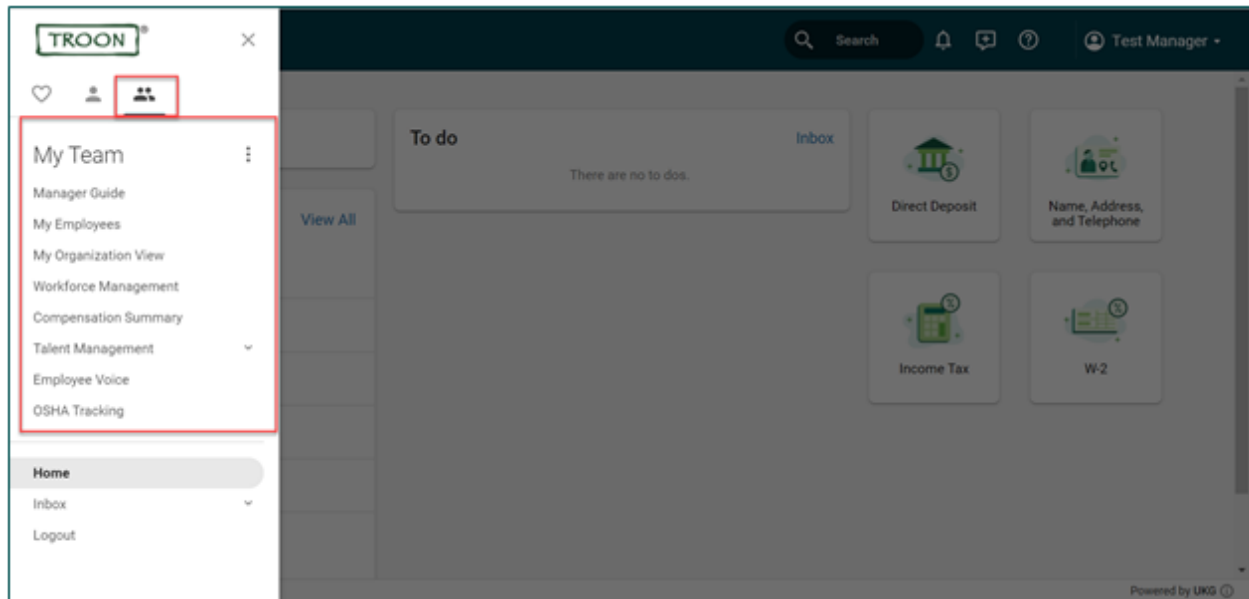 TROON®
Search
Test Manager
My Team
Manager Guide
My Employees
My Organization View
Workforce Management
Compensation Summary
Talent Management
Employee Voice
OSHA Tracking
Home
Inbox
Logout
View All
To do
Inbox
There are no to dos.
Direct Deposit
Name, Address,
and Telephone
Income Tax
W-2
Powered by UKG